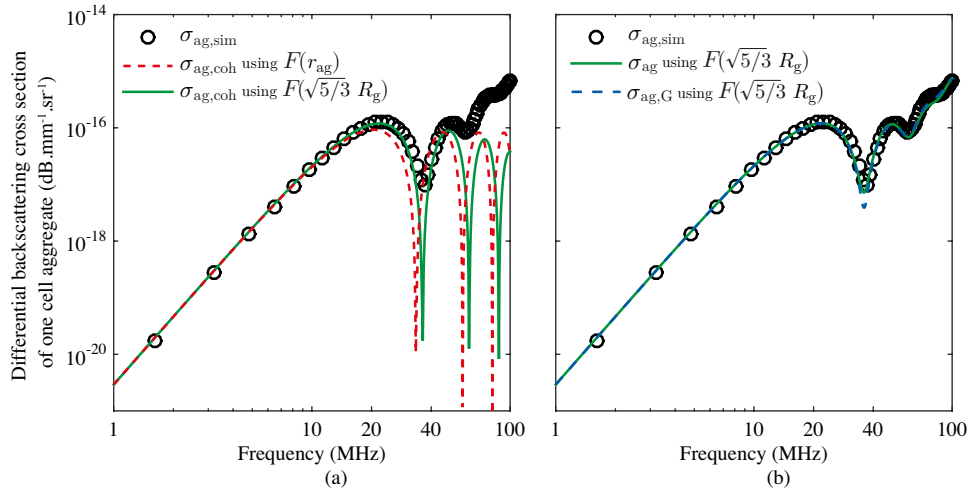 Differential backscattering cross section
of one cell aggregate (dB.mm⁻¹.sr⁻¹)
10⁻¹⁴
10⁻¹⁶
10⁻¹⁸
10⁻²⁰
σ_ag,sim
σ_ag,coh using F(r_ag)
σ_ag,coh using F(√5/3 R_g)
1 10 20 40 100
Frequency (MHz)
(a)
σ_ag,sim
σ_ag using F(√5/3 R_g)
σ_ag,G using F(√5/3 R_g)
1 10 20 40 100
Frequency (MHz)
(b)